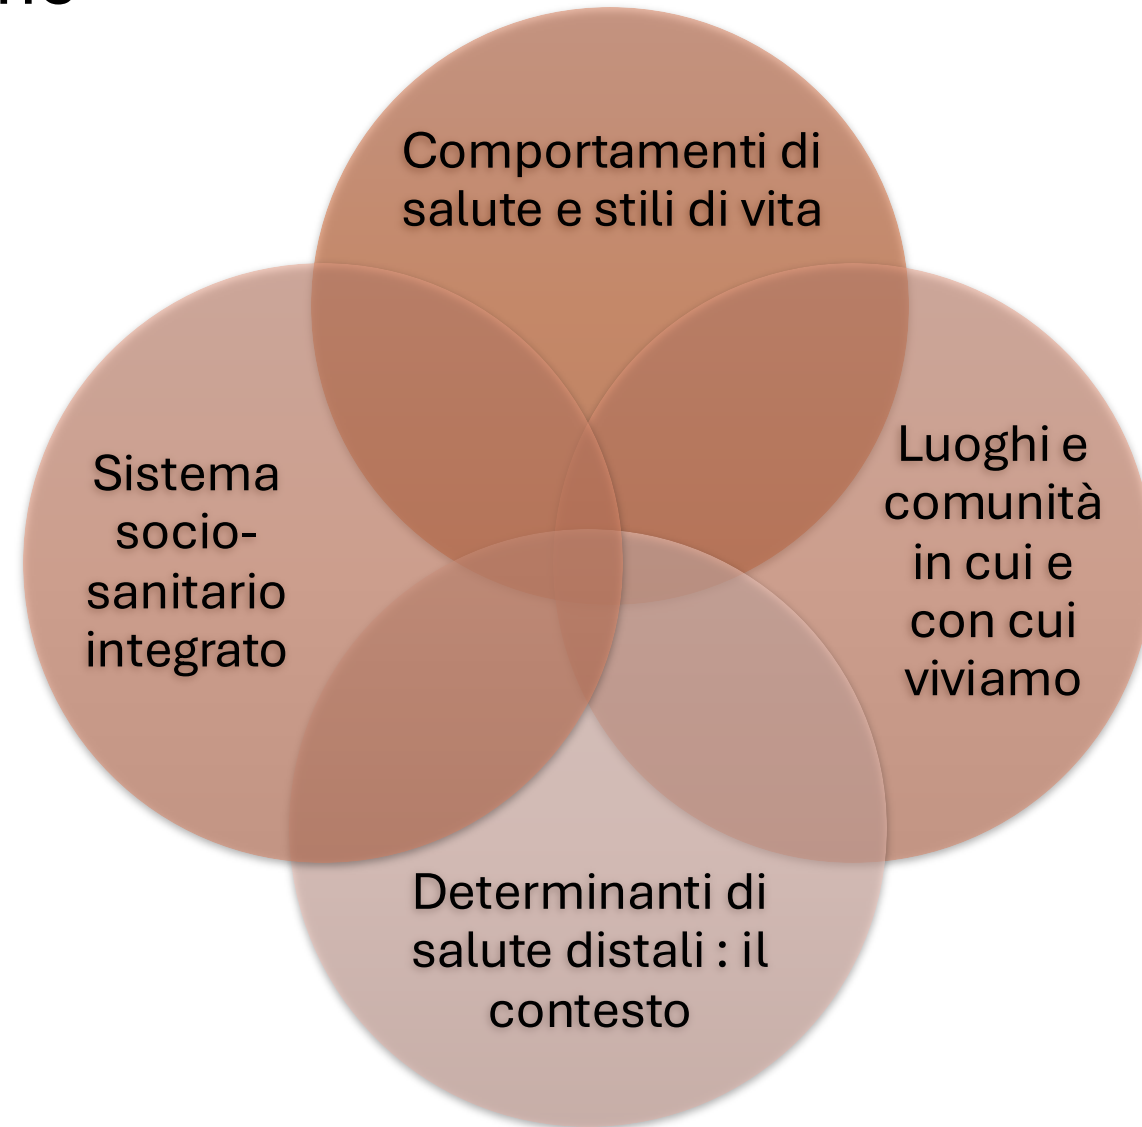 Comportamenti di
salute e stili di vita
Sistema
socio-
sanitario
integrato
Luoghi e
comunità
in cui e
con cui
viviamo
Determinanti di
salute distali : il
contesto